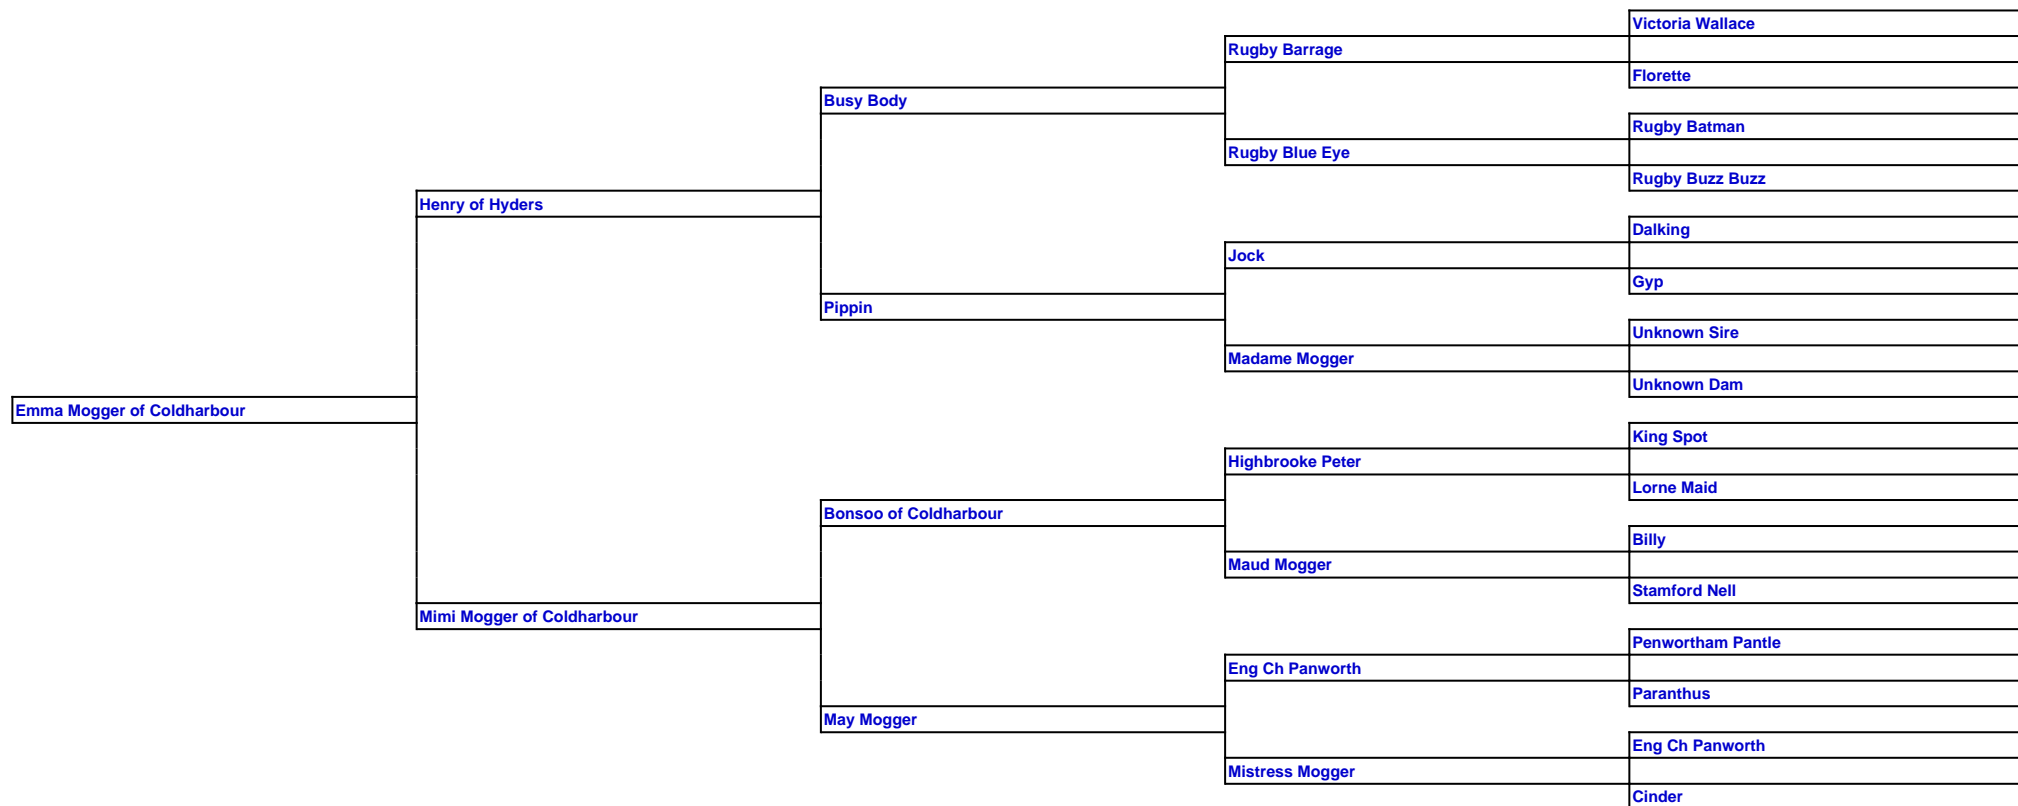 Victoria Wallace
Rugby Barrage
Florette
Busy Body
Rugby Batman
Rugby Blue Eye
Rugby Buzz Buzz
Henry of Hyders
Dalking
Jock
Gyp
Pippin
Unknown Sire
Madame Mogger
Unknown Dam
Emma Mogger of Coldharbour
King Spot
Highbrooke Peter
Lorne Maid
Bonsoo of Coldharbour
Billy
Maud Mogger
Stamford Nell
Mimi Mogger of Coldharbour
Penwortham Pantle
Eng Ch Panworth
Paranthus
May Mogger
Eng Ch Panworth
Mistress Mogger
Cinder